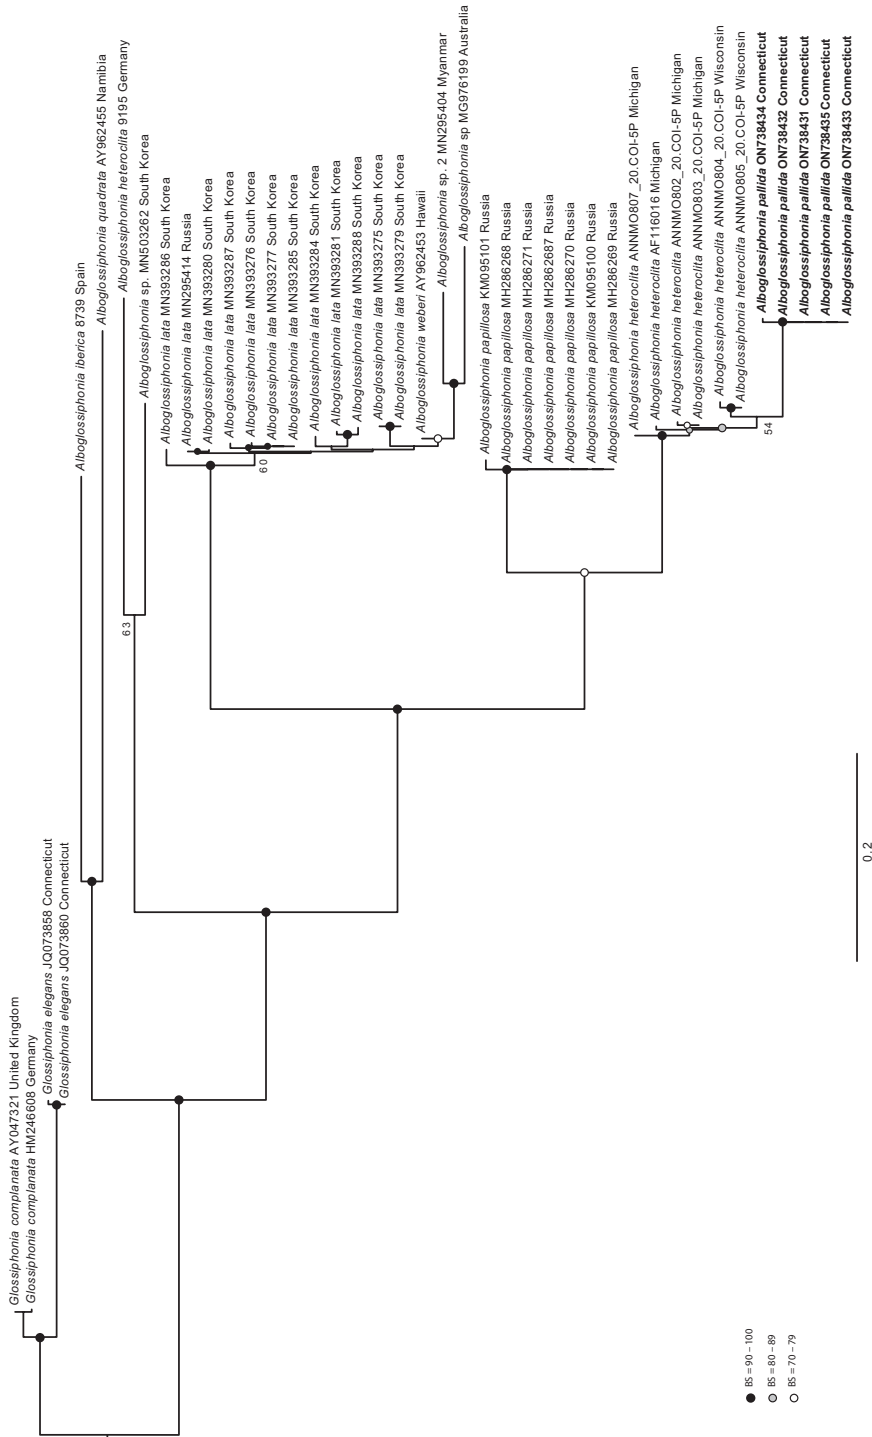 Glossiphonia complanata AY047321 United Kingdom
Glossiphonia complanata HM246608 Germany
Glossiphonia elegans JQ073858 Connecticut
Glossiphonia elegans JQ073860 Connecticut
Alboglossiphonia iberica 8739 Spain
Alboglossiphonia quadrata AY962455 Namibia
Alboglossiphonia heteroclita 9195 Germany
Alboglossiphonia sp. MN503262 South Korea
63
Alboglossiphonia lata MN393286 South Korea
Alboglossiphonia lata MN295414 Russia
Alboglossiphonia lata MN393280 South Korea
Alboglossiphonia lata MN393287 South Korea
Alboglossiphonia lata MN393276 South Korea
Alboglossiphonia lata MN393277 South Korea
Alboglossiphonia lata MN393285 South Korea
60
Alboglossiphonia lata MN393284 South Korea
Alboglossiphonia lata MN393281 South Korea
Alboglossiphonia lata MN393288 South Korea
Alboglossiphonia lata MN393275 South Korea
Alboglossiphonia lata MN393279 South Korea
Alboglossiphonia weberi AY962453 Hawaii
Alboglossiphonia sp. 2 MN295404 Myanmar
Alboglossiphonia sp MG976199 Australia
Alboglossiphonia papillosa KM095101 Russia
Alboglossiphonia papillosa MH286268 Russia
Alboglossiphonia papillosa MH286271 Russia
Alboglossiphonia papillosa MH2862687 Russia
Alboglossiphonia papillosa MH286270 Russia
Alboglossiphonia papillosa KM095100 Russia
Alboglossiphonia papillosa MH286269 Russia
Alboglossiphonia heteroclita ANNMO807_20.COI-5P Michigan
Alboglossiphonia heteroclita AF116016 Michigan
Alboglossiphonia heteroclita ANNMO802_20.COI-5P Michigan
Alboglossiphonia heteroclita ANNMO803_20.COI-5P Michigan
Alboglossiphonia heteroclita ANNMO804_20.COI-5P Wisconsin
Alboglossiphonia heteroclita ANNMO805_20.COI-5P Wisconsin
54
Alboglossiphonia pallida ON738434 Connecticut
Alboglossiphonia pallida ON738432 Connecticut
Alboglossiphonia pallida ON738431 Connecticut
Alboglossiphonia pallida ON738435 Connecticut
Alboglossiphonia pallida ON738433 Connecticut
0.2
BS = 90 – 100
BS = 80 – 89
BS = 70 – 79